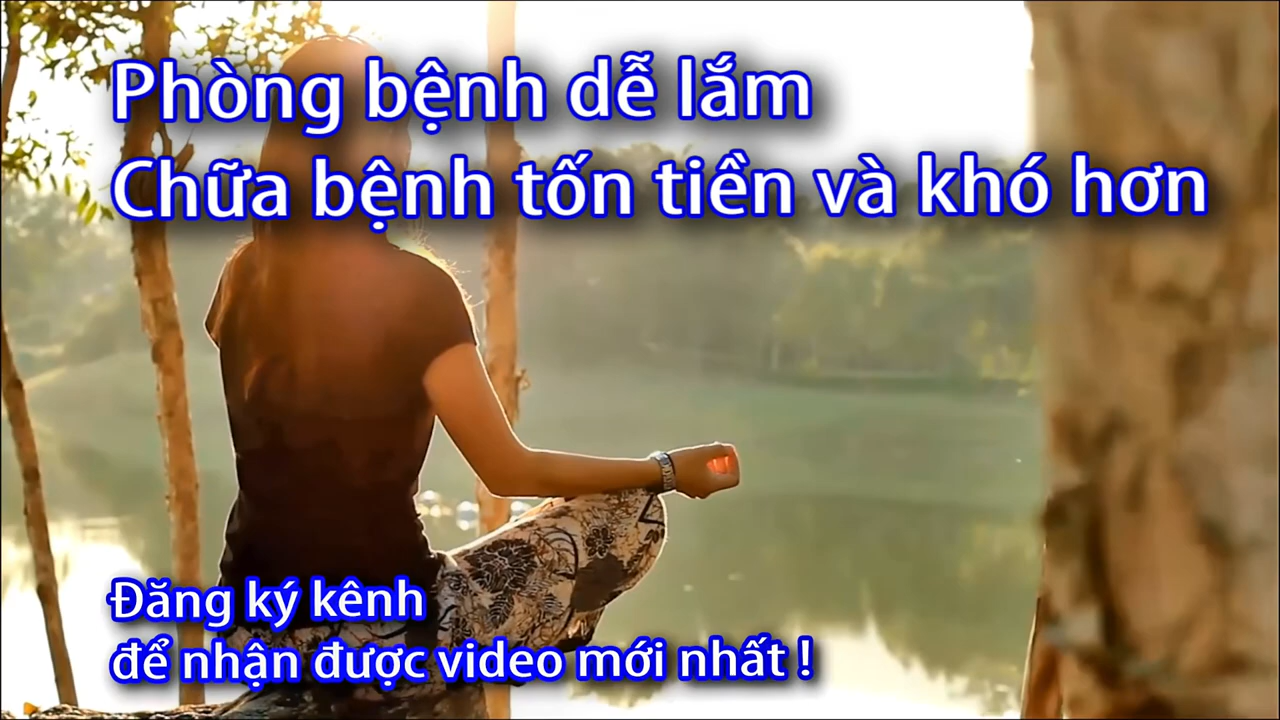 Phòng bệnh dễ lắm
Chữa bệnh tốn tiền và khó hơn
Đăng ký kênh
để nhận được video mới nhất !